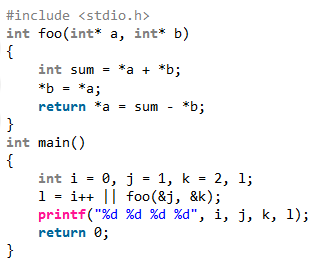 #include <stdio.h>
int foo(int* a, int* b)
{
    int sum = *a + *b;
    *b = *a;
    return *a = sum - *b;
}
int main()
{
    int i = 0, j = 1, k = 2, l;
    l = i++ || foo(&j, &k);
    printf("%d %d %d %d", i, j, k, l);
    return 0;
}